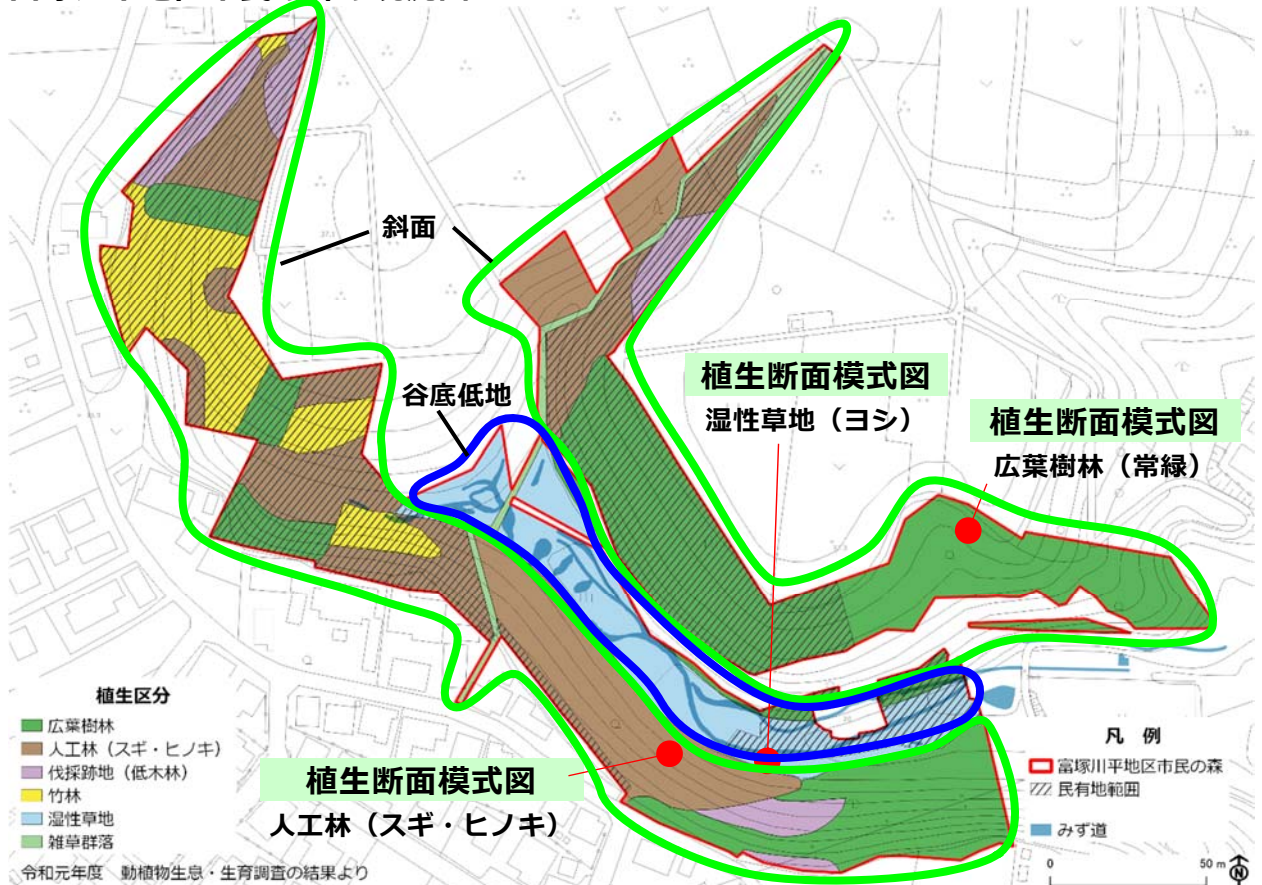 斜面
谷底低地
植生断面模式図
湿性草地（ヨシ）
植生断面模式図
広葉樹林（常緑）
植生断面模式図
人工林（スギ・ヒノキ）
植生区分
広葉樹林
人工林（スギ・ヒノキ）
伐採跡地（低木林）
竹林
湿性草地
雑草群落
令和元年度　動植物生息・生育調査の結果より
凡　例
富塚川平地区市民の森
民有地範囲
みず道
0　50 m
N